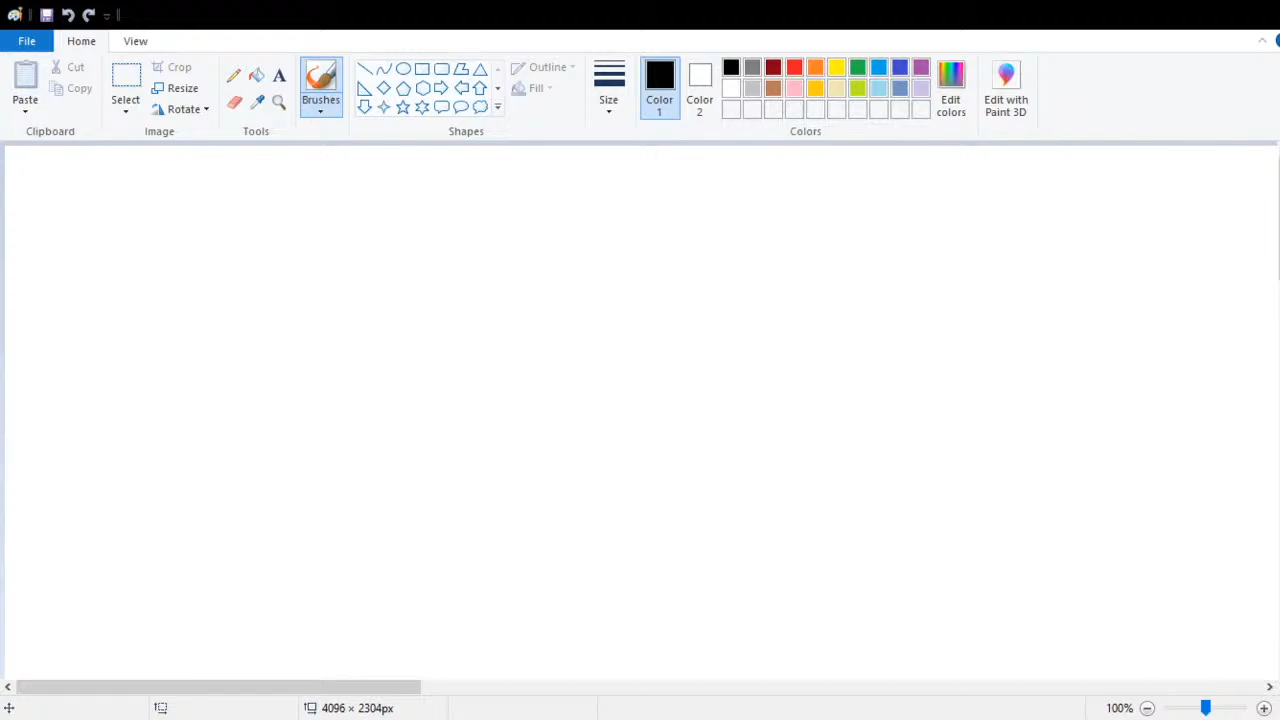 File Home View
Paste
Cut
Copy
Clipboard
Select
Crop
Resize
Rotate
Image
A
Tools
Brushes
Shapes
Outline
Fill
Size
Color 1
Color 2
Colors
Edit colors
Edit with Paint 3D
4096 × 2304px
100%